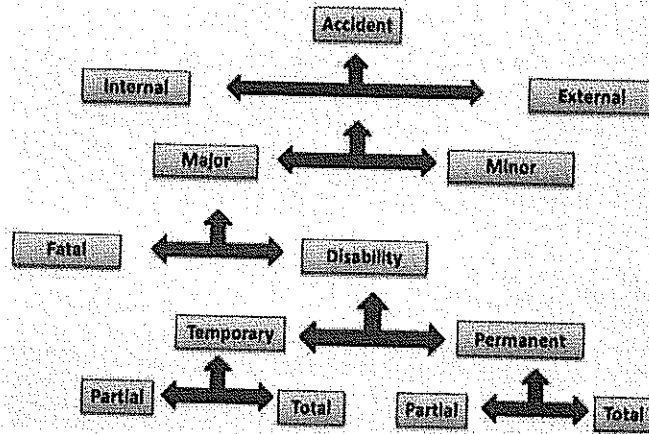 Accident
Internal
External
Major
Minor
Fatal
Disability
Temporary
Permanent
Partial
Total
Partial
Total